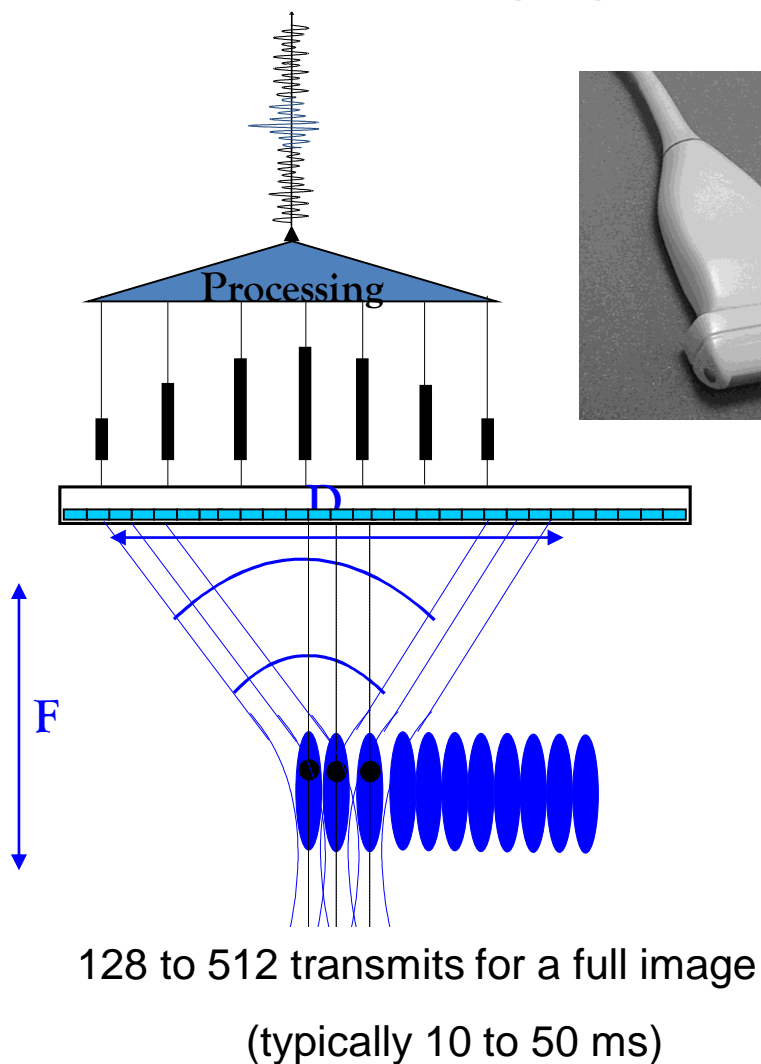 Processing
D
F
128 to 512 transmits for a full image
(typically 10 to 50 ms)